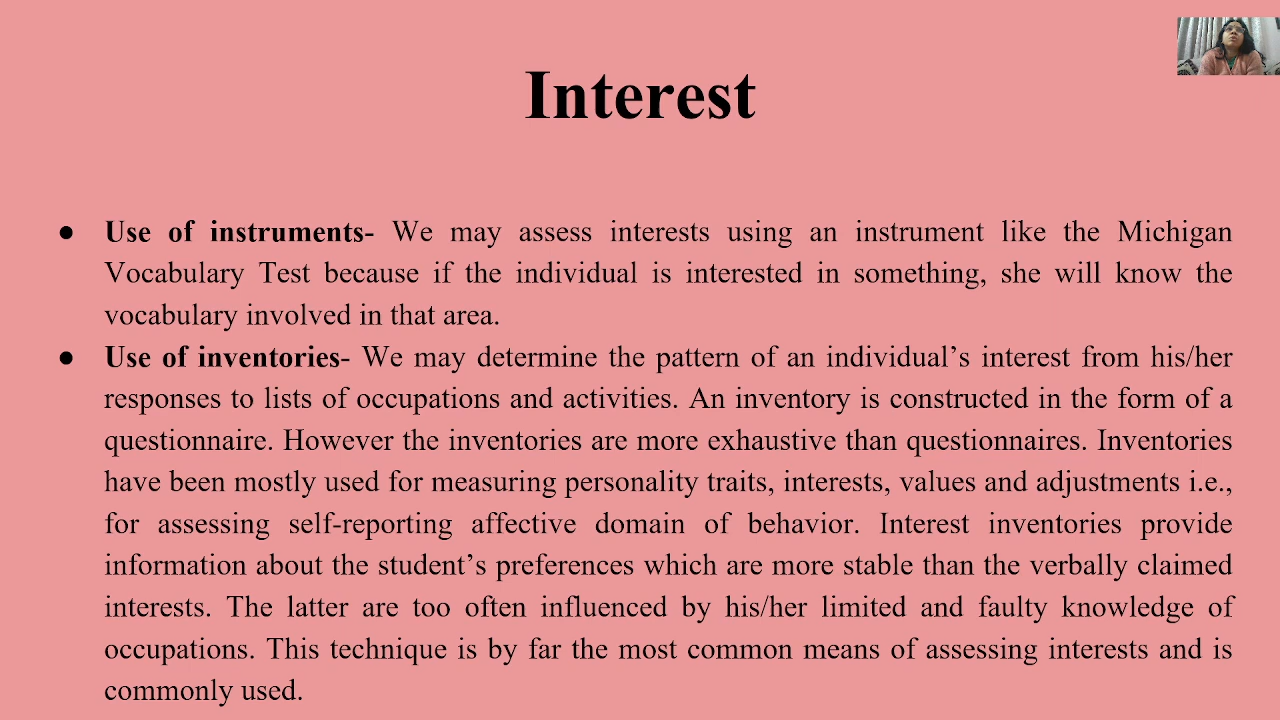 Interest
● Use of instruments- We may assess interests using an instrument like the Michigan
Vocabulary Test because if the individual is interested in something, she will know the
vocabulary involved in that area.
● Use of inventories- We may determine the pattern of an individual’s interest from his/her
responses to lists of occupations and activities. An inventory is constructed in the form of a
questionnaire. However the inventories are more exhaustive than questionnaires. Inventories
have been mostly used for measuring personality traits, interests, values and adjustments i.e.,
for assessing self-reporting affective domain of behavior. Interest inventories provide
information about the student’s preferences which are more stable than the verbally claimed
interests. The latter are too often influenced by his/her limited and faulty knowledge of
occupations. This technique is by far the most common means of assessing interests and is
commonly used.